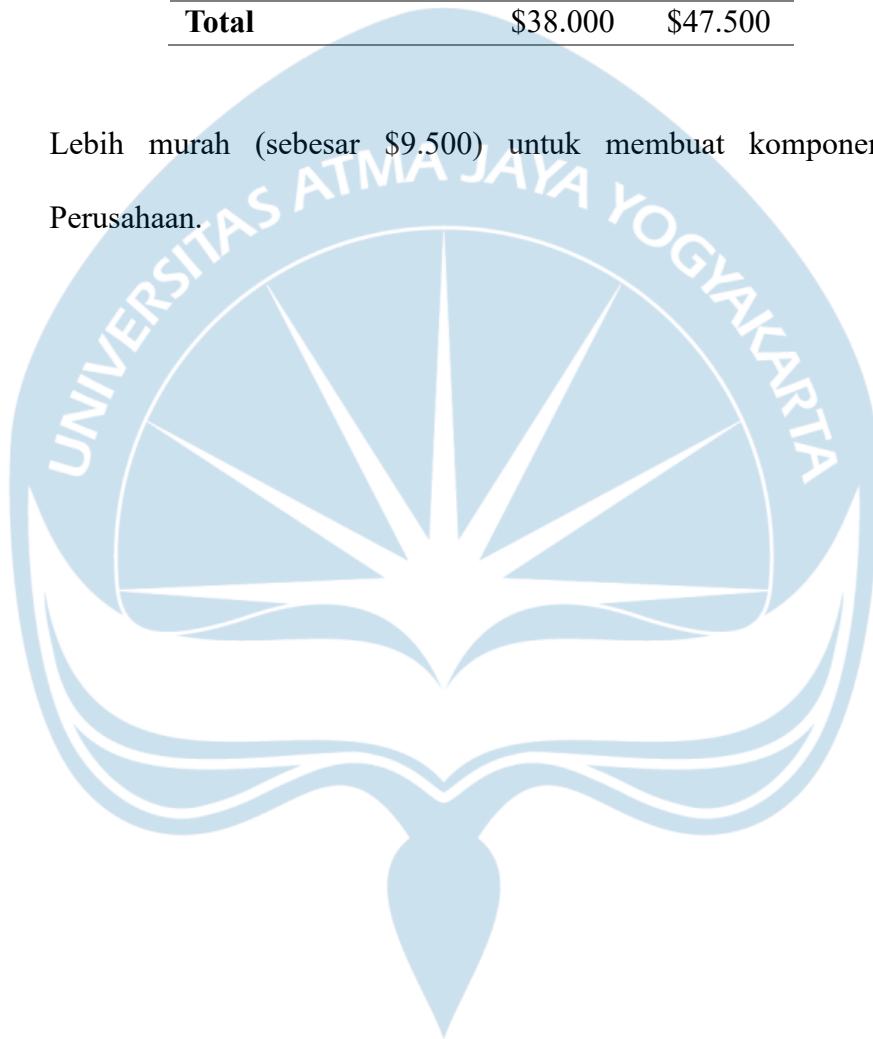 Total $38.000 $47.500
Lebih murah (sebesar $9.500) untuk membuat komponen
Perusahaan.
UNIVERSITAS ATMA JAYA YOGYAKARTA